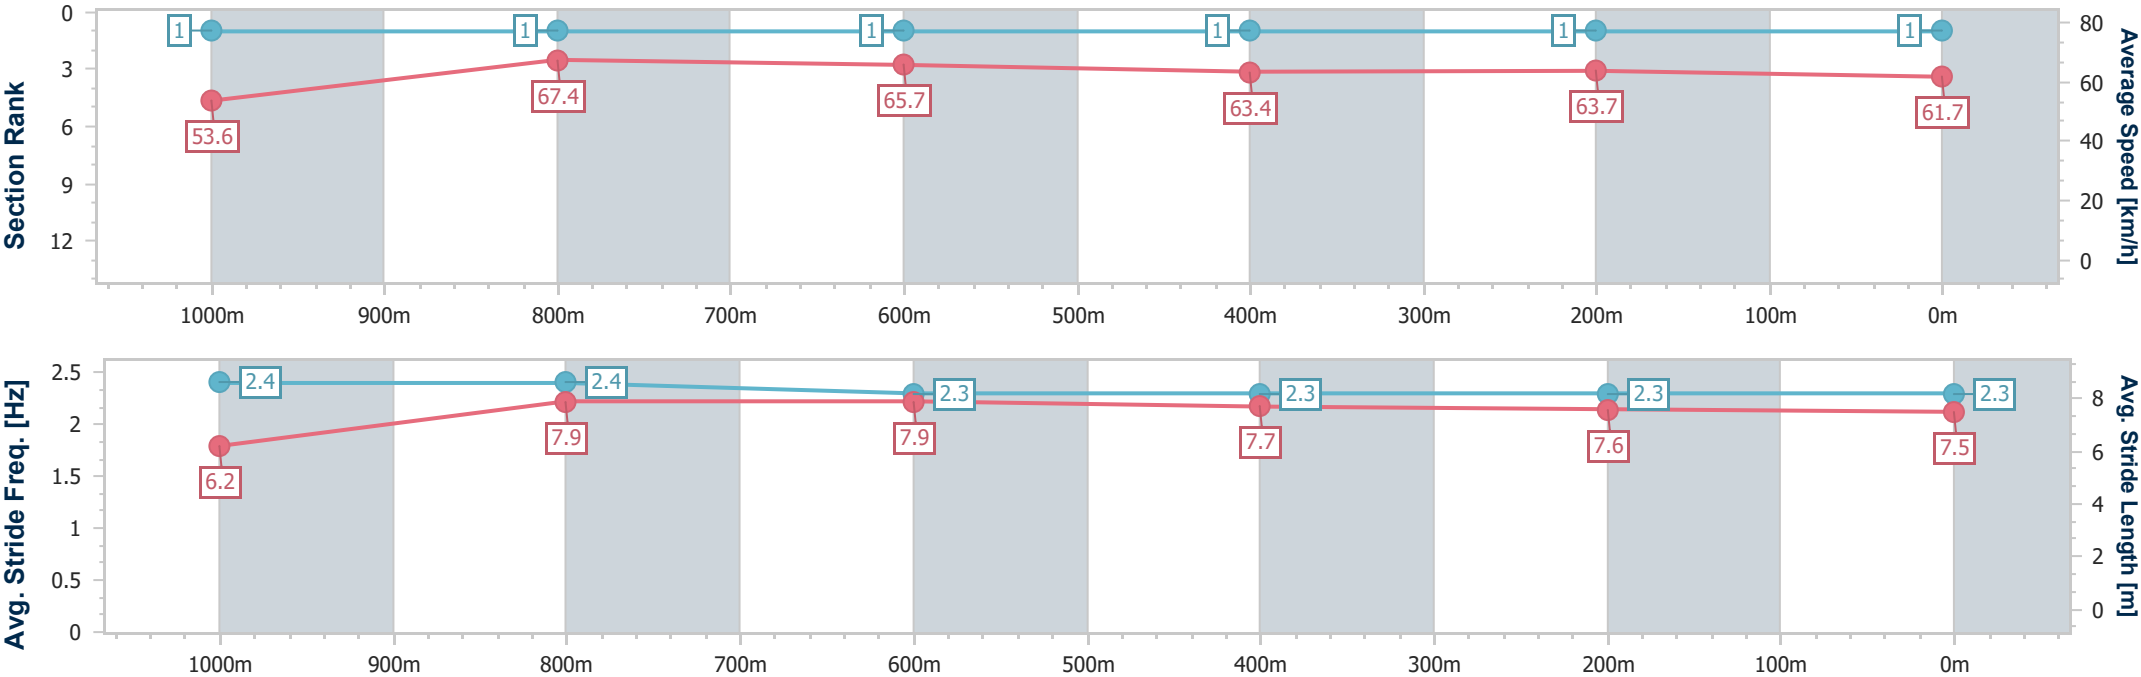 Section Rank
0
3
6
9
12
1
1
1
1
1
1
53.6
67.4
65.7
63.4
63.7
61.7
80
60
40
20
0
Average Speed [km/h]
1000m
900m
800m
700m
600m
500m
400m
300m
200m
100m
0m
Avg. Stride Freq. [Hz]
2.5
2
1.5
1
0.5
0
2.4
2.4
2.3
2.3
2.3
2.3
6.2
7.9
7.9
7.7
7.6
7.5
8
6
4
2
0
Avg. Stride Length [m]
1000m
900m
800m
700m
600m
500m
400m
300m
200m
100m
0m